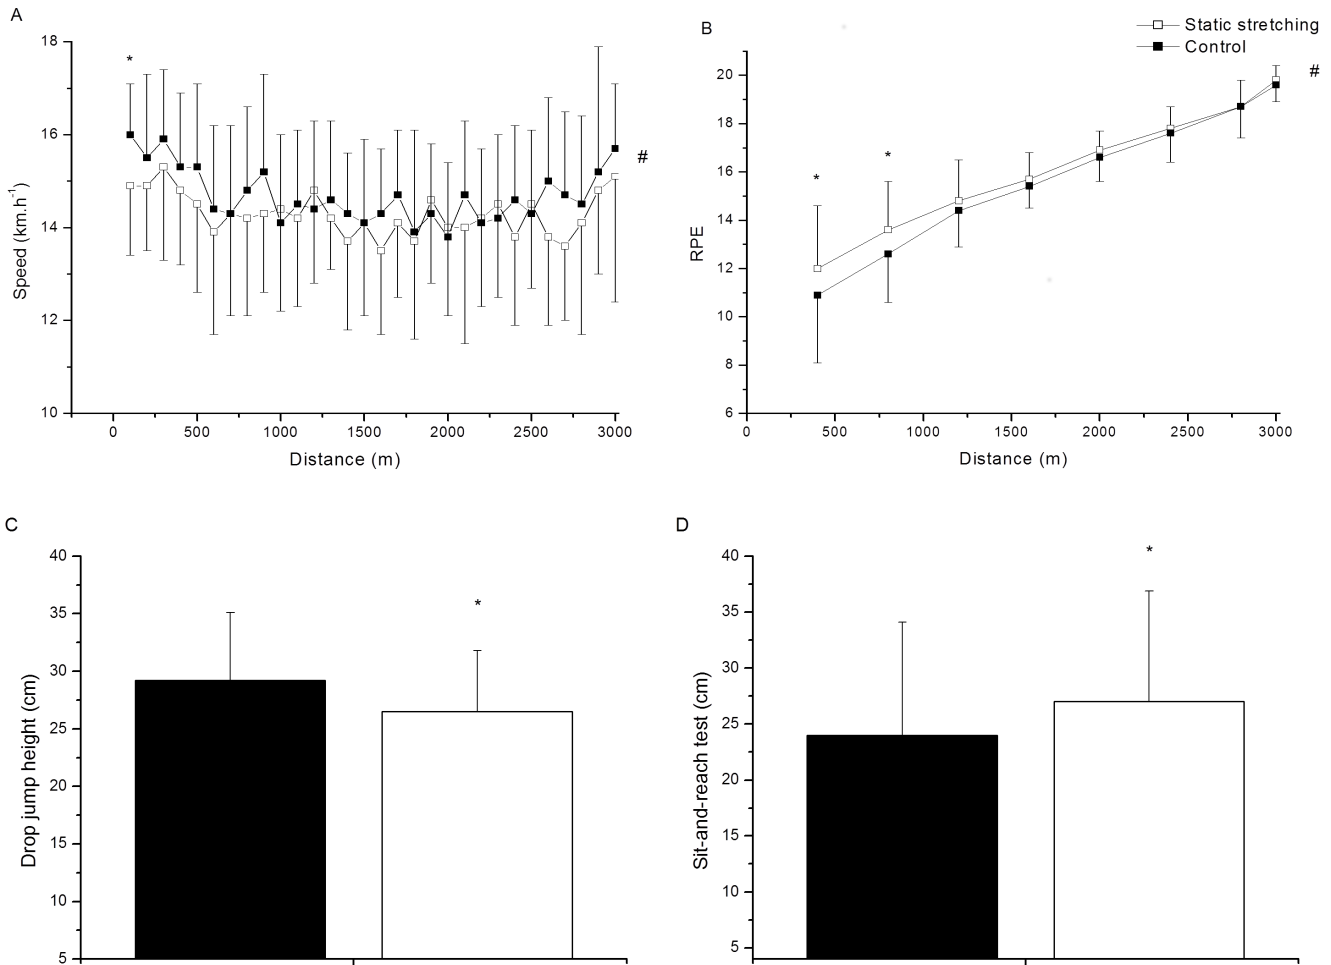 A
18
16
14
12
10
*
#
Speed (km.h-1)
0 500 1000 1500 2000 2500 3000
Distance (m)
B
Static stretching
Control
20
18
16
14
12
10
8
6
* *
#
RPE
0 500 1000 1500 2000 2500 3000
Distance (m)
C
40
35
30
25
20
15
10
5
*
Drop jump height (cm)
D
40
35
30
25
20
15
10
5
*
Sit-and-reach test (cm)